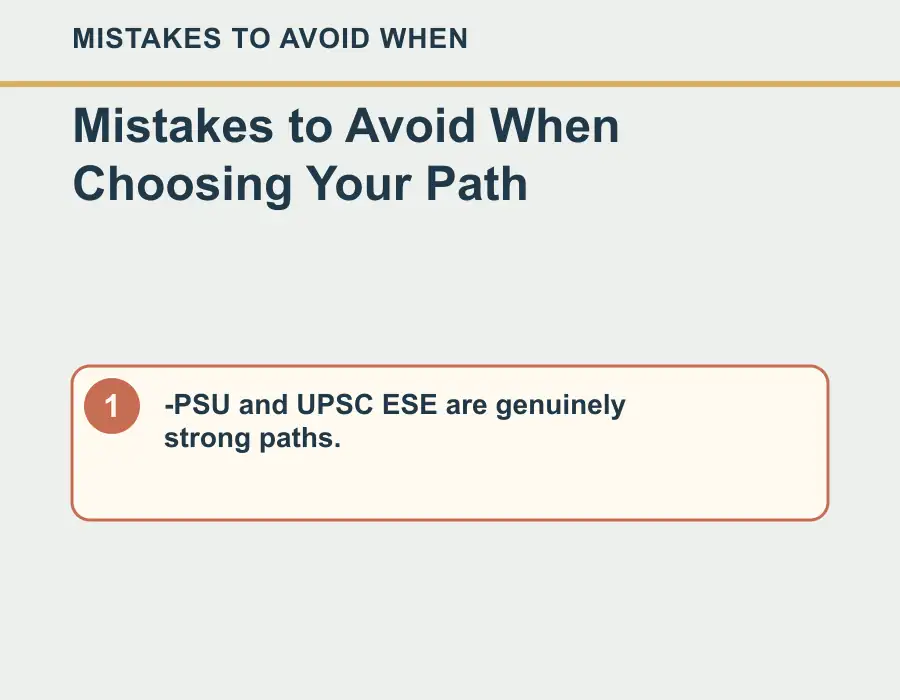 MISTAKES TO AVOID WHEN
Mistakes to Avoid When
Choosing Your Path
1
-PSU and UPSC ESE are genuinely
strong paths.